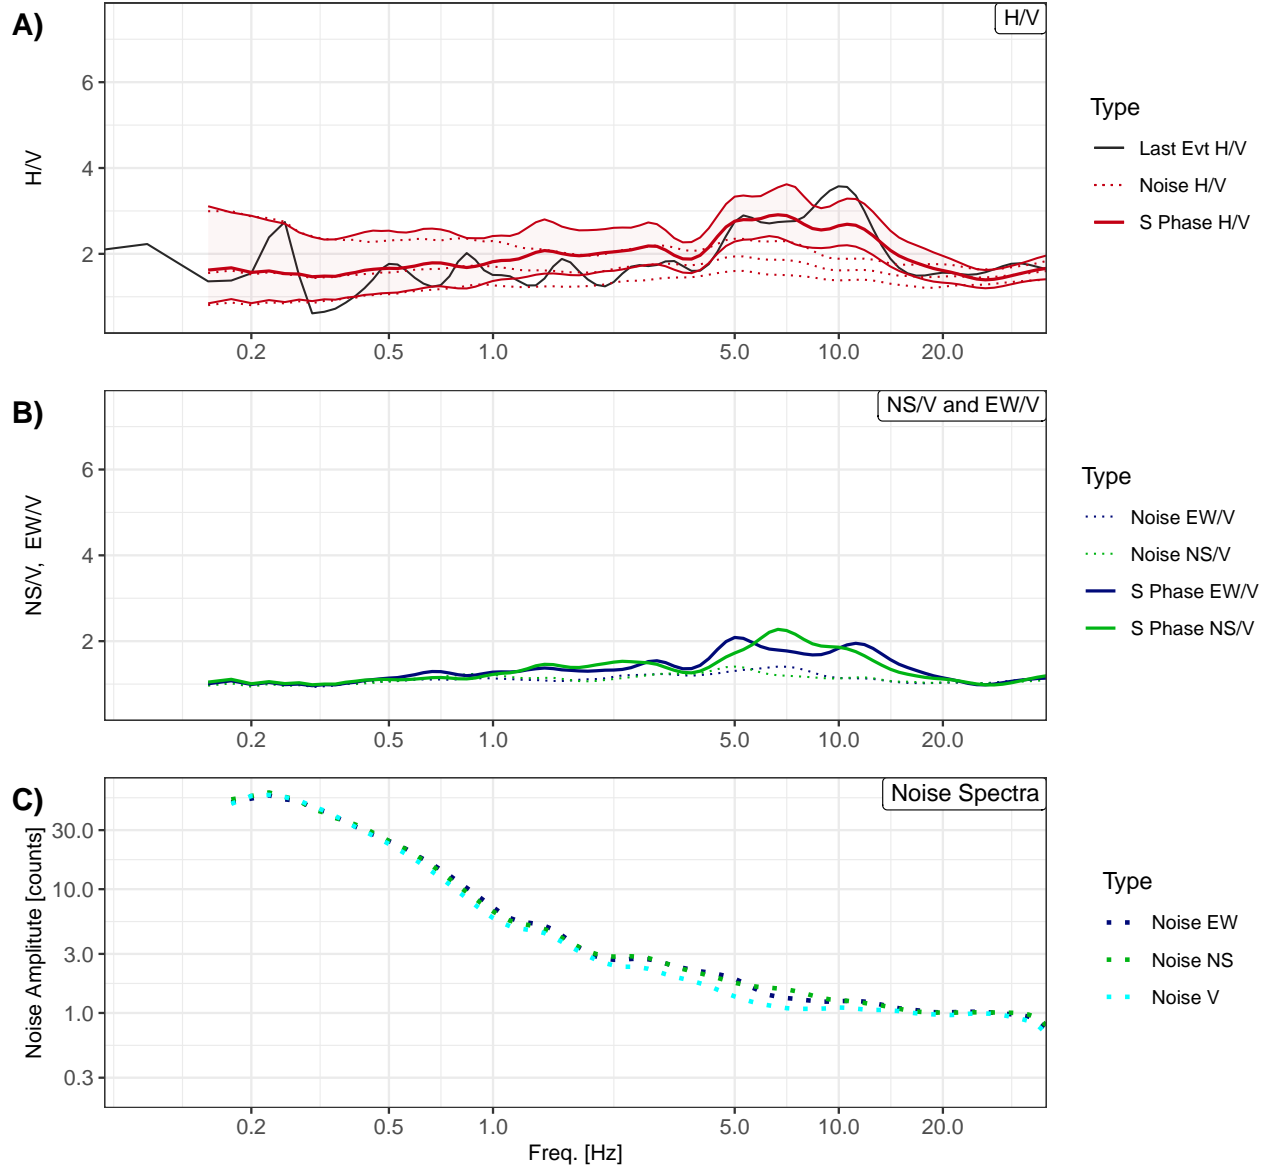 A)
H/V
6
4
2
H/V
0.2 0.5 1.0 5.0 10.0 20.0
Type
Last Evt H/V
Noise H/V
S Phase H/V
B)
NS/V and EW/V
6
4
2
NS/V,  EW/V
0.2 0.5 1.0 5.0 10.0 20.0
Type
Noise EW/V
Noise NS/V
S Phase EW/V
S Phase NS/V
C)
Noise Spectra
30.0
10.0
3.0
1.0
0.3
Noise Amplitude [counts]
0.2 0.5 1.0 5.0 10.0 20.0
Freq. [Hz]
Type
Noise EW
Noise NS
Noise V